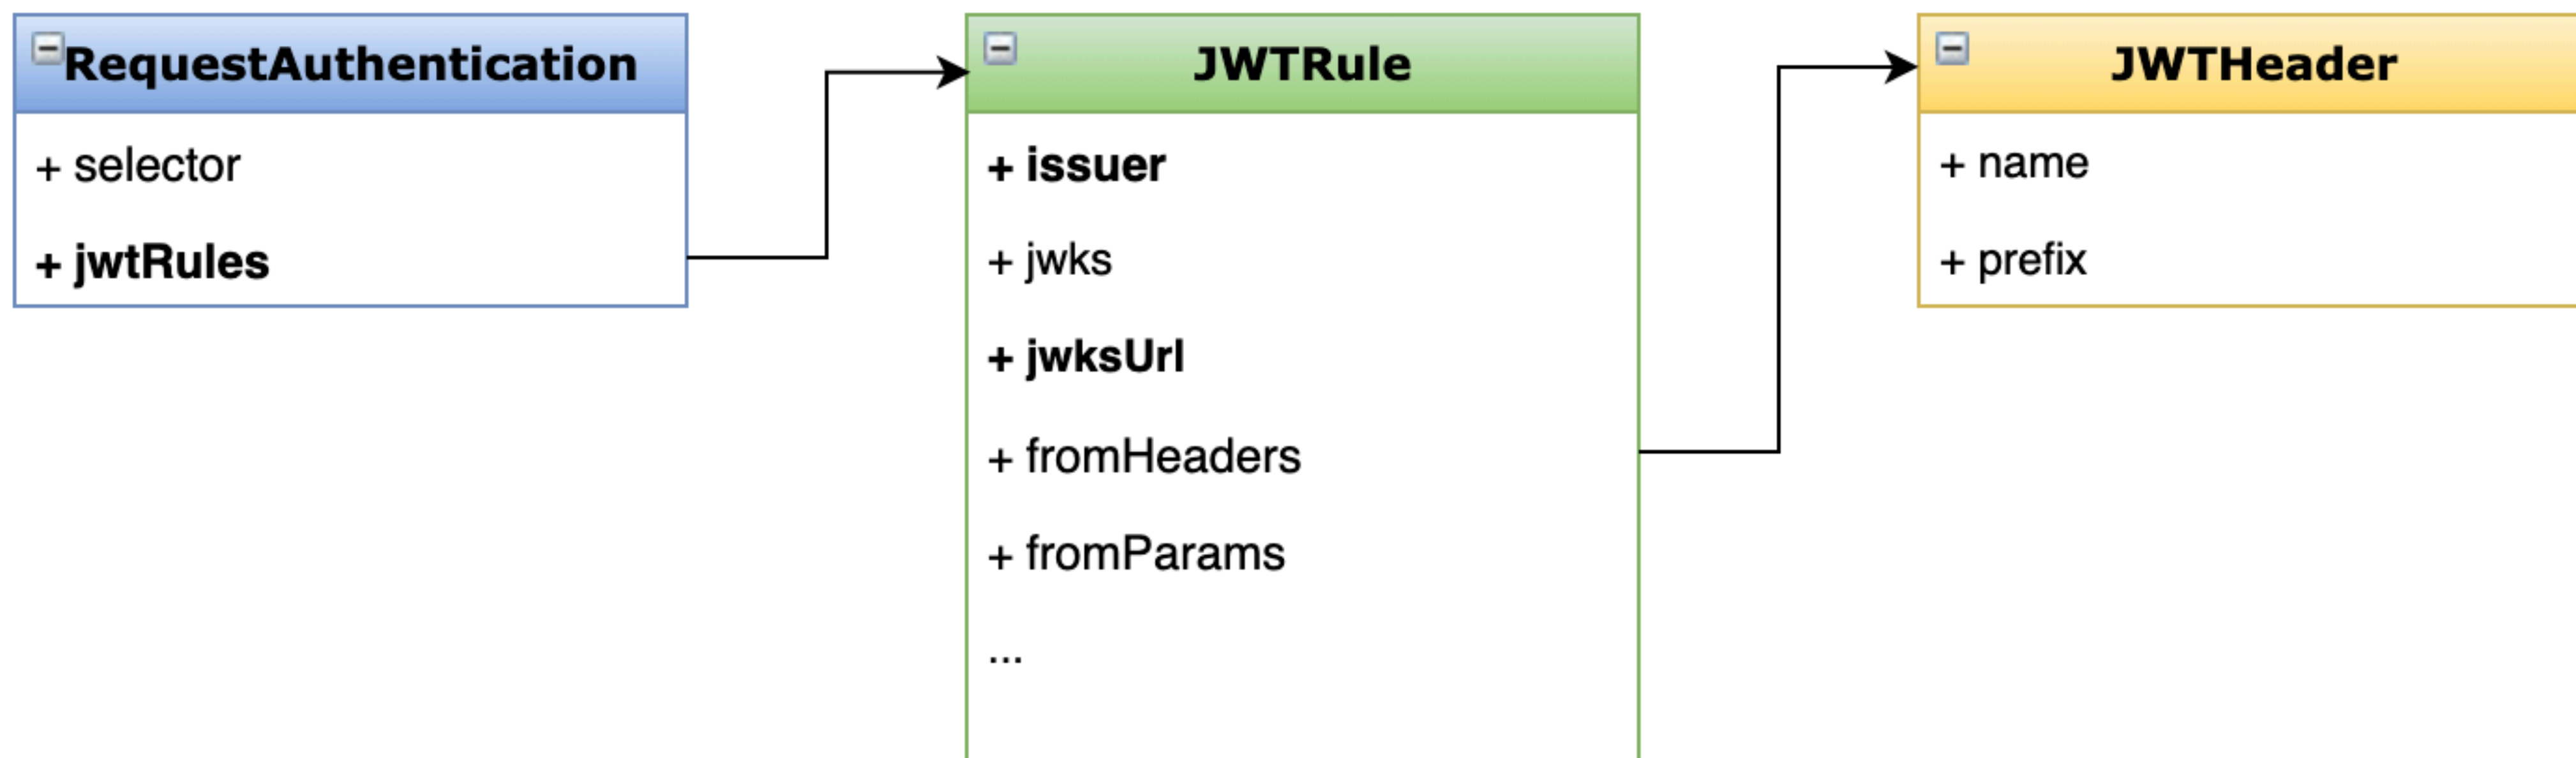 RequestAuthentication
+ selector
+ jwtRules
JWTRule
+ issuer
+ jwks
+ jwksUrl
+ fromHeaders
+ fromParams
...
JWTHeader
+ name
+ prefix